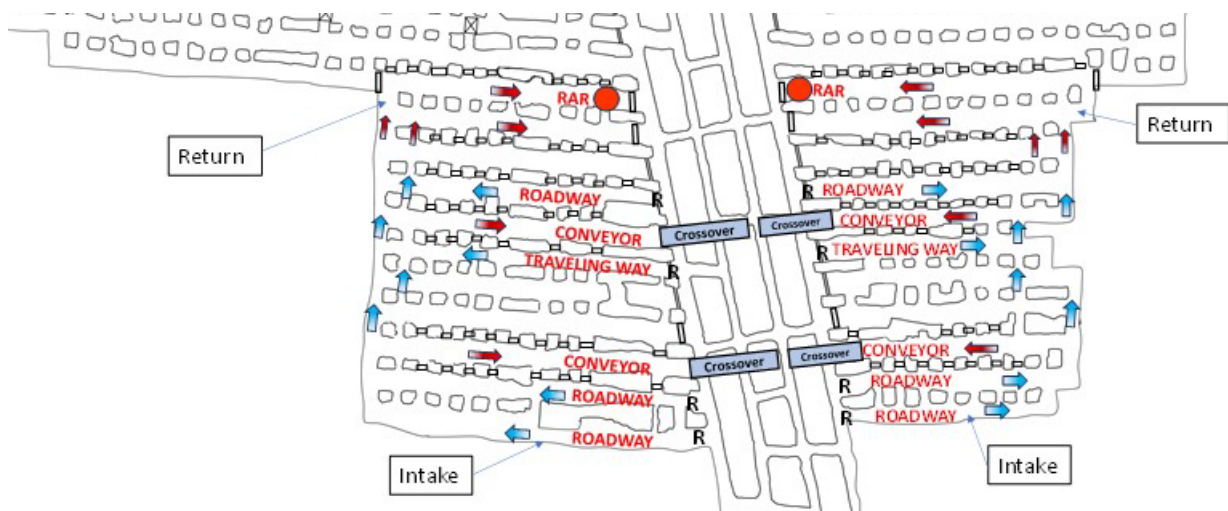 RAR
RAR
Return
Return
ROADWAY
R
R
ROADWAY
CONVEYOR
Crossover
Crossover
CONVEYOR
TRAVELING WAY
R
R
TRAVELING WAY
CONVEYOR
Crossover
Crossover
CONVEYOR
ROADWAY
R
R
ROADWAY
ROADWAY
R
R
ROADWAY
Intake
Intake